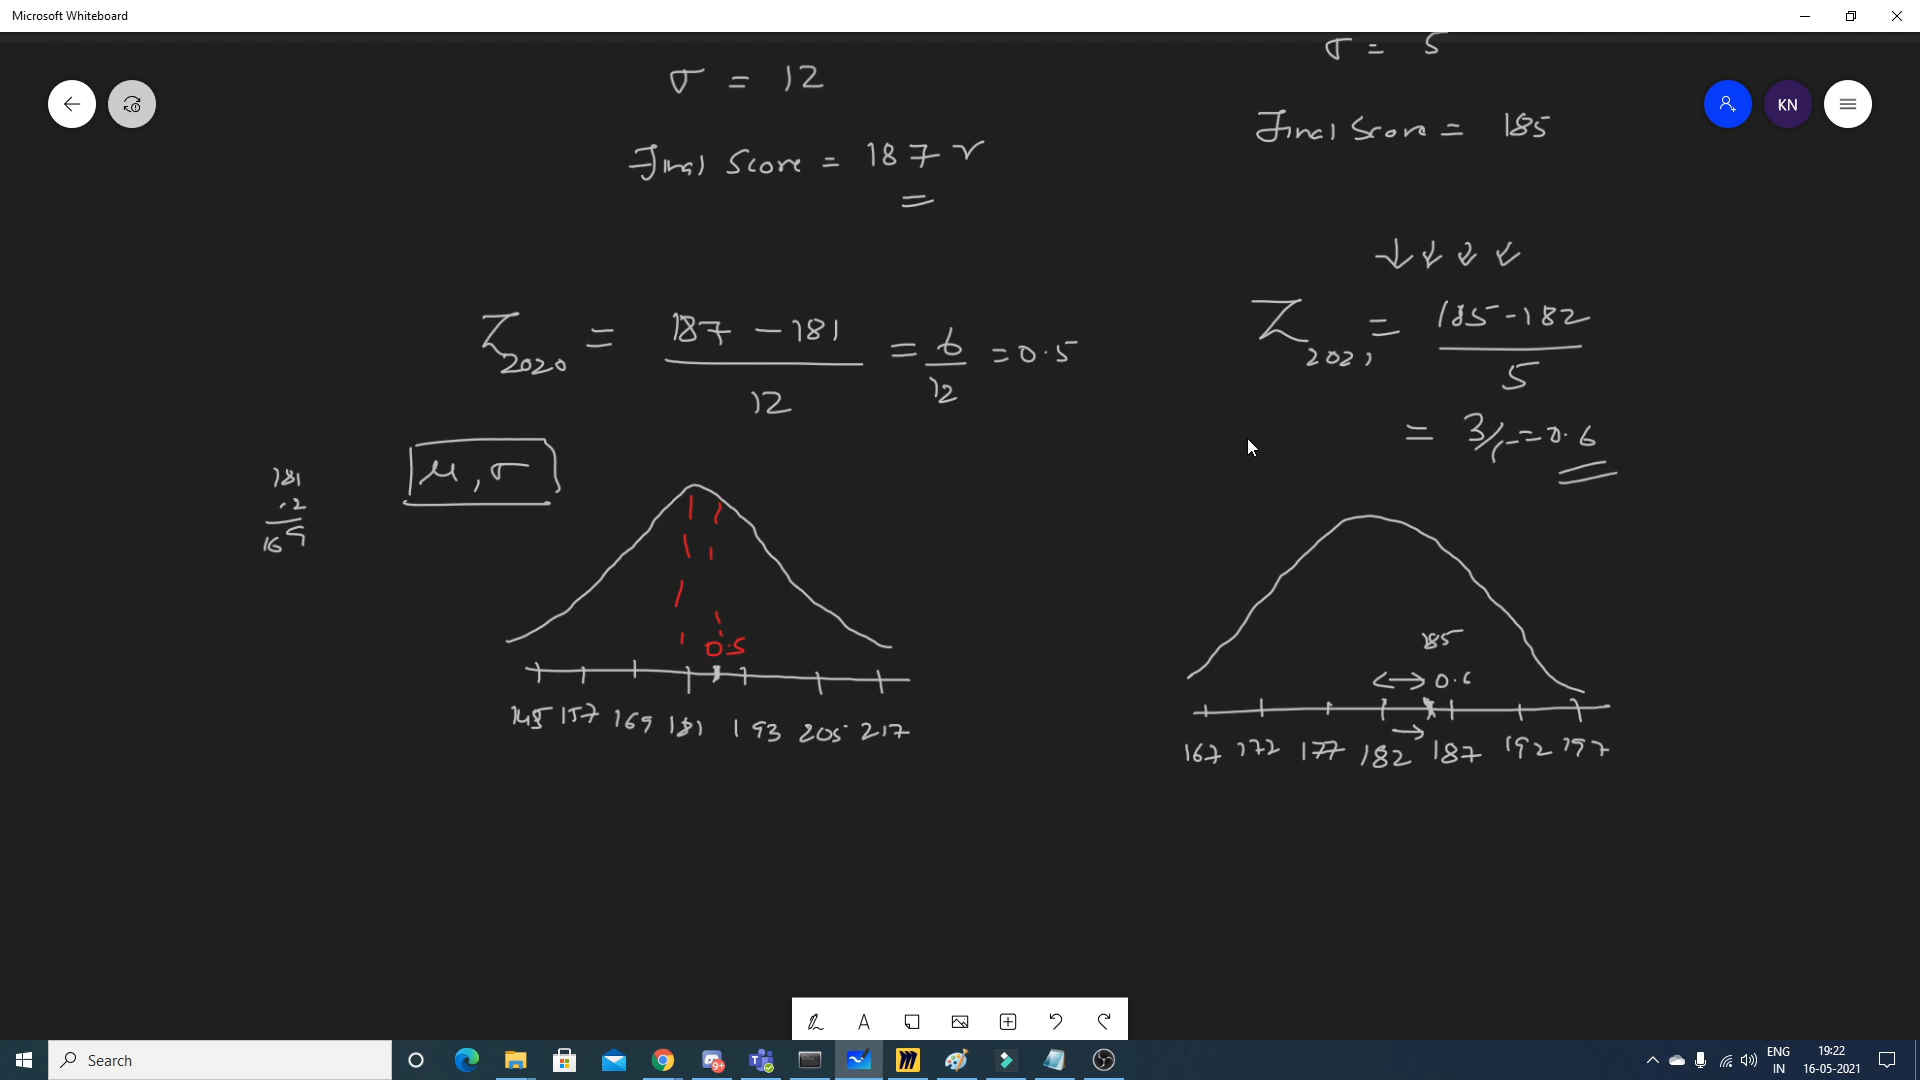 Microsoft Whiteboard
σ = 12
Final Score = 187
Z2020 = 187 - 181 / 12 = 6/12 = 0.5
μ, σ
181
12
169
0.5
145 157 169 181 193 205 217
σ = 5
Final Score = 185
Z2021 = 185 - 182 / 5
= 3/5 = 0.6
185
0.6
167 172 177 182 187 192 197
KN
A
Search
9+
ENG
IN
19:22
16-05-2021